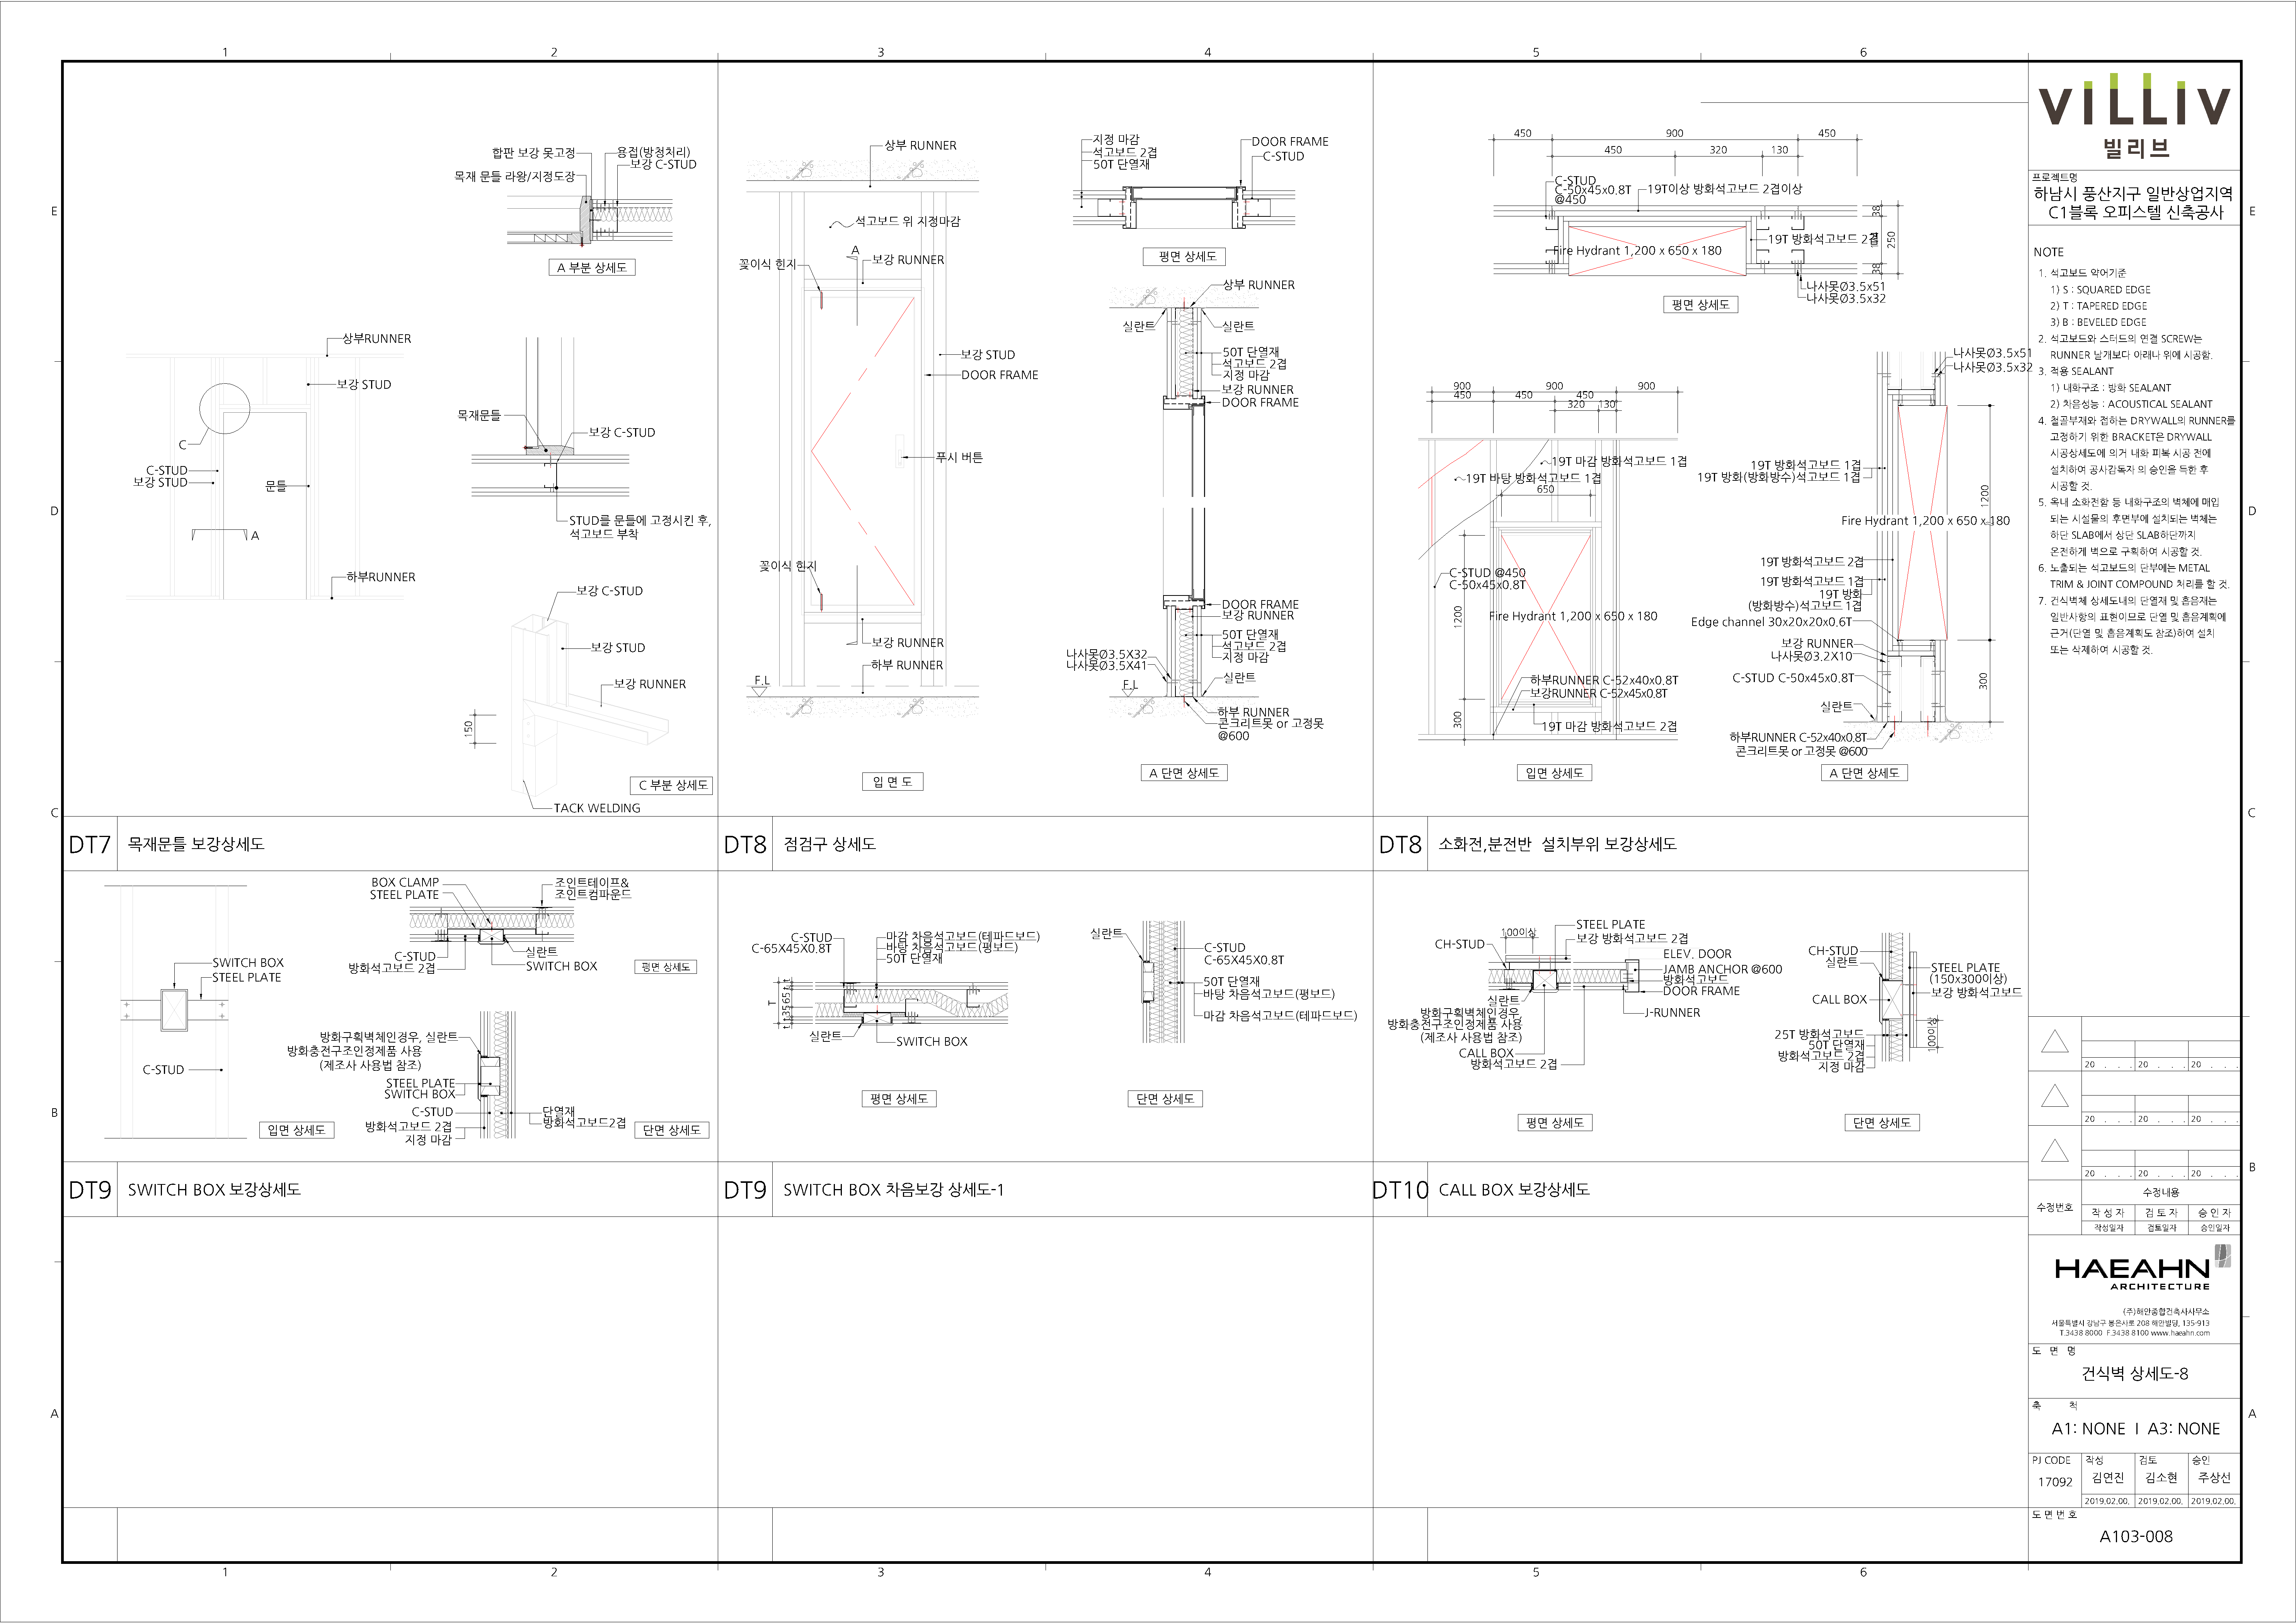 1
2
3
4
5
6
E
D
C
B
A
합판 보강 못고정
목재 문틀 라왕/지정도장
용접(방청처리)
보강 C-STUD
A 부분 상세도
상부RUNNER
보강 STUD
C
C-STUD
보강 STUD
문틀
A
하부RUNNER
목재문틀
보강 C-STUD
STUD를 문틀에 고정시킨 후,
석고보드 부착
보강 C-STUD
보강 STUD
보강 RUNNER
150
C 부분 상세도
TACK WELDING
DT7
목재문틀 보강상세도
상부 RUNNER
석고보드 위 지정마감
A
꽂이식 힌지
보강 RUNNER
보강 STUD
DOOR FRAME
푸시 버튼
꽂이식 힌지
보강 RUNNER
하부 RUNNER
F.L
입 면 도
지정 마감
석고보드 2겹
50T 단열재
DOOR FRAME
C-STUD
평면 상세도
상부 RUNNER
실란트
실란트
50T 단열재
석고보드 2겹
지정 마감
보강 RUNNER
DOOR FRAME
DOOR FRAME
보강 RUNNER
50T 단열재
석고보드 2겹
지정 마감
나사못Ø3.5X32
나사못Ø3.5X41
실란트
F.L
하부 RUNNER
콘크리트못 or 고정못
@600
A 단면 상세도
DT8
점검구 상세도
450
900
450
450
320
130
C-STUD
C-50x45x0.8T
@450
19T이상 방화석고보드 2겹이상
38
250
38
19T 방화석고보드 2겹
Fire Hydrant 1,200 x 650 x 180
나사못Ø3.5x51
나사못Ø3.5x32
평면 상세도
900
900
900
450
450
450
320
130
19T 마감 방화석고보드 1겹
19T 바탕 방화석고보드 1겹
650
C-STUD @450
C-50x45x0.8T
1200
Fire Hydrant 1,200 x 650 x 180
하부RUNNER C-52x40x0.8T
보강RUNNER C-52x45x0.8T
300
19T 마감 방화석고보드 2겹
입면 상세도
나사못Ø3.5x51
나사못Ø3.5x32
19T 방화석고보드 1겹
19T 방화(방화방수)석고보드 1겹
1200
Fire Hydrant 1,200 x 650 x 180
19T 방화석고보드 2겹
19T 방화석고보드 1겹
19T 방화
(방화방수)석고보드 1겹
Edge channel 30x20x20x0.6T
보강 RUNNER
나사못Ø3.2X10
C-STUD C-50x45x0.8T
300
실란트
하부RUNNER C-52x40x0.8T
콘크리트못 or 고정못 @600
A 단면 상세도
DT8
소화전,분전반 설치부위 보강상세도
SWITCH BOX
STEEL PLATE
C-STUD
입면 상세도
BOX CLAMP
STEEL PLATE
조인트테이프&
조인트컴파운드
C-STUD
방화석고보드 2겹
실란트
SWITCH BOX
평면 상세도
방화구획벽체인경우, 실란트
방화충전구조인정제품 사용
(제조사 사용법 참조)
STEEL PLATE
SWITCH BOX
C-STUD
방화석고보드 2겹
지정 마감
단열재
방화석고보드2겹
단면 상세도
DT9
SWITCH BOX 보강상세도
C-STUD
C-65X45X0.8T
마감 차음석고보드(테파드보드)
바탕 차음석고보드(평보드)
50T 단열재
T
t,t,35 65 t,t
실란트
SWITCH BOX
평면 상세도
실란트
C-STUD
C-65X45X0.8T
50T 단열재
바탕 차음석고보드(평보드)
마감 차음석고보드(테파드보드)
단면 상세도
DT9
SWITCH BOX 차음보강 상세도-1
CH-STUD
100이상
STEEL PLATE
보강 방화석고보드 2겹
ELEV. DOOR
JAMB ANCHOR @600
방화석고보드
DOOR FRAME
J-RUNNER
실란트
방화구획벽체인경우,
방화충전구조인정제품 사용
(제조사 사용법 참조)
CALL BOX
방화석고보드 2겹
평면 상세도
CH-STUD
실란트
CALL BOX
STEEL PLATE
(150x300이상)
보강 방화석고보드
100이상
25T 방화석고보드
50T 단열재
방화석고보드 2겹
지정 마감
단면 상세도
DT10
CALL BOX 보강상세도
VILLIV
빌리브
프로젝트명
하남시 풍산지구 일반상업지역
C1블록 오피스텔 신축공사
NOTE
1. 석고보드 약어기준
1) S : SQUARED EDGE
2) T : TAPERED EDGE
3) B : BEVELED EDGE
2. 석고보드와 스터드의 연결 SCREW는
RUNNER 날개보다 아래나 위에 시공함.
3. 적용 SEALANT
1) 내화구조 : 방화 SEALANT
2) 차음성능 : ACOUSTICAL SEALANT
4. 철골부재와 접하는 DRYWALL의 RUNNER를
고정하기 위한 BRACKET은 DRYWALL
시공상세도에 의거 내화 피복 시공 전에
설치하여 공사감독자 의 승인을 득한 후
시공할 것.
5. 옥내 소화전함 등 내화구조의 벽체에 매입
되는 시설물의 후면부에 설치되는 벽체는
하단 SLAB에서 상단 SLAB하단까지
온전하게 벽으로 구획하여 시공할 것.
6. 노출되는 석고보드의 단부에는 METAL
TRIM & JOINT COMPOUND 처리를 할 것.
7. 건식벽체 상세도내의 단열재 및 흡음재는
일반사항의 표현이므로 단열 및 흡음계획에
근거(단열 및 흡음계획도 참조)하여 설치
또는 삭제하여 시공할 것.
20 . . . 20 . . . 20 . . .
20 . . . 20 . . . 20 . . .
20 . . . 20 . . . 20 . . .
수정번호
수정내용
작 성 자 검 토 자 승 인 자
작성일자 검토일자 승인일자
HAEAHN
ARCHITECTURE
(주)해안종합건축사사무소
서울특별시 강남구 봉은사로 208 해안빌딩, 135-913
T.3438 8000 F.3438 8100 www.haeahn.com
도 면 명
건식벽 상세도-8
축 척
A1: NONE I A3: NONE
PJ CODE 작성 검토 승인
17092 김연진 김소현 주상선
2019.02.00. 2019.02.00. 2019.02.00.
도 면 번 호
A103-008
E
D
C
B
A
1
2
3
4
5
6